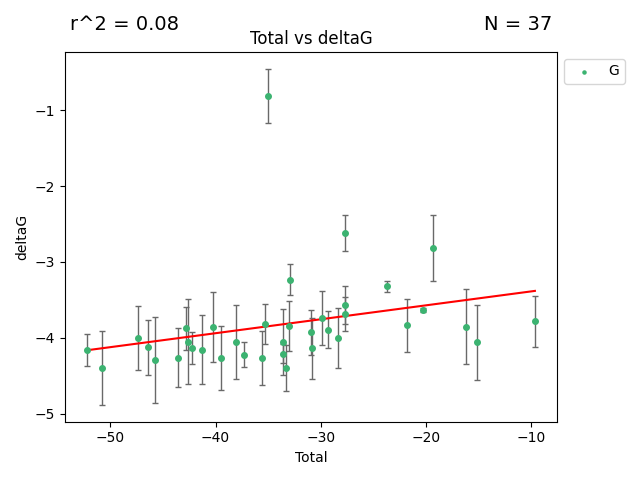 r^2 = 0.08
N = 37
Total vs deltaG
G
−1
−2
−3
−4
−5
deltaG
−50
−40
−30
−20
−10
Total